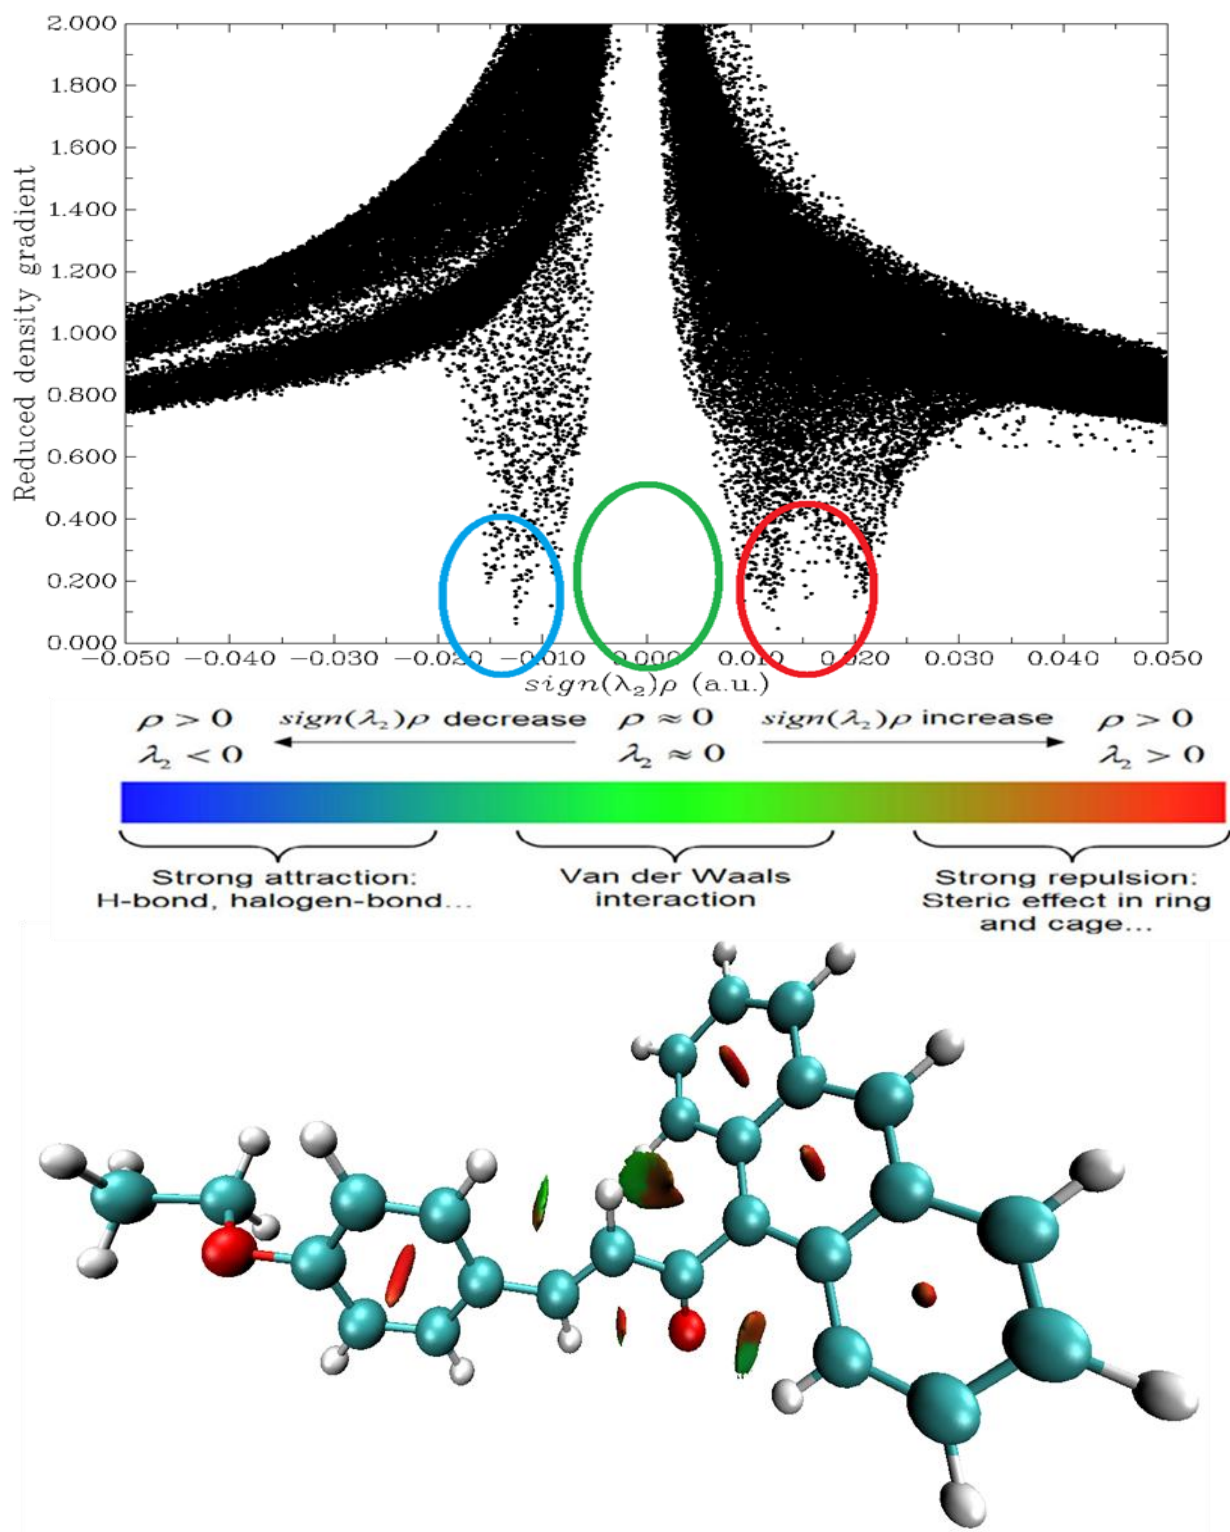 2.000
1.800
1.600
1.400
1.200
1.000
0.800
0.600
0.400
0.200
0.000
Reduced density gradient
−0.050 −0.040 −0.030 −0.020 −0.010 0.000 0.010 0.020 0.030 0.040 0.050
sign(λ₂)ρ (a.u.)
ρ > 0 sign(λ₂)ρ decrease ρ ≈ 0 sign(λ₂)ρ increase ρ > 0
λ₂ < 0 λ₂ ≈ 0 λ₂ > 0
Strong attraction: Van der Waals Strong repulsion:
H-bond, halogen-bond... interaction Steric effect in ring
and cage...